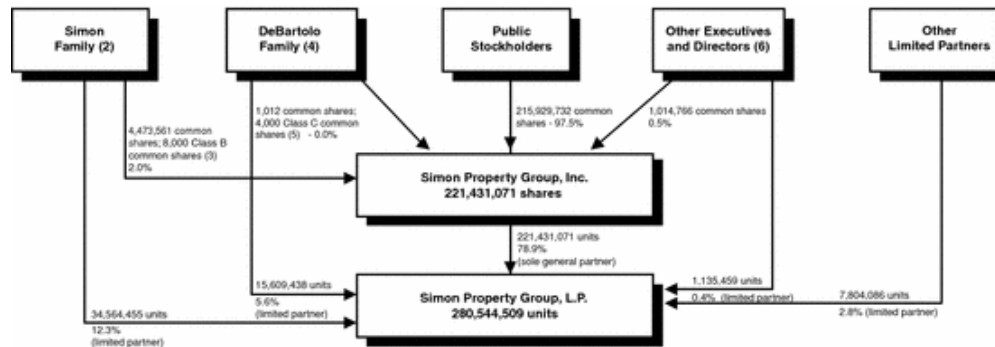 Simon
Family (2)
DeBartolo
Family (4)
Public
Stockholders
Other Executives
and Directors (6)
Other
Limited Partners
4,473,561 common
shares; 8,000 Class B
common shares (3)
2.0%
1,012 common shares;
4,000 Class C common
shares (5) - 0.0%
215,929,732 common
shares - 97.5%
1,014,766 common shares
0.5%
Simon Property Group, Inc.
221,431,071 shares
221,431,071 units
78.9%
(sole general partner)
34,564,455 units
12.3%
(limited partner)
15,609,438 units
5.6%
(limited partner)
Simon Property Group, L.P.
280,544,509 units
1,135,459 units
0.4% (limited partner)
7,804,086 units
2.8% (limited partner)